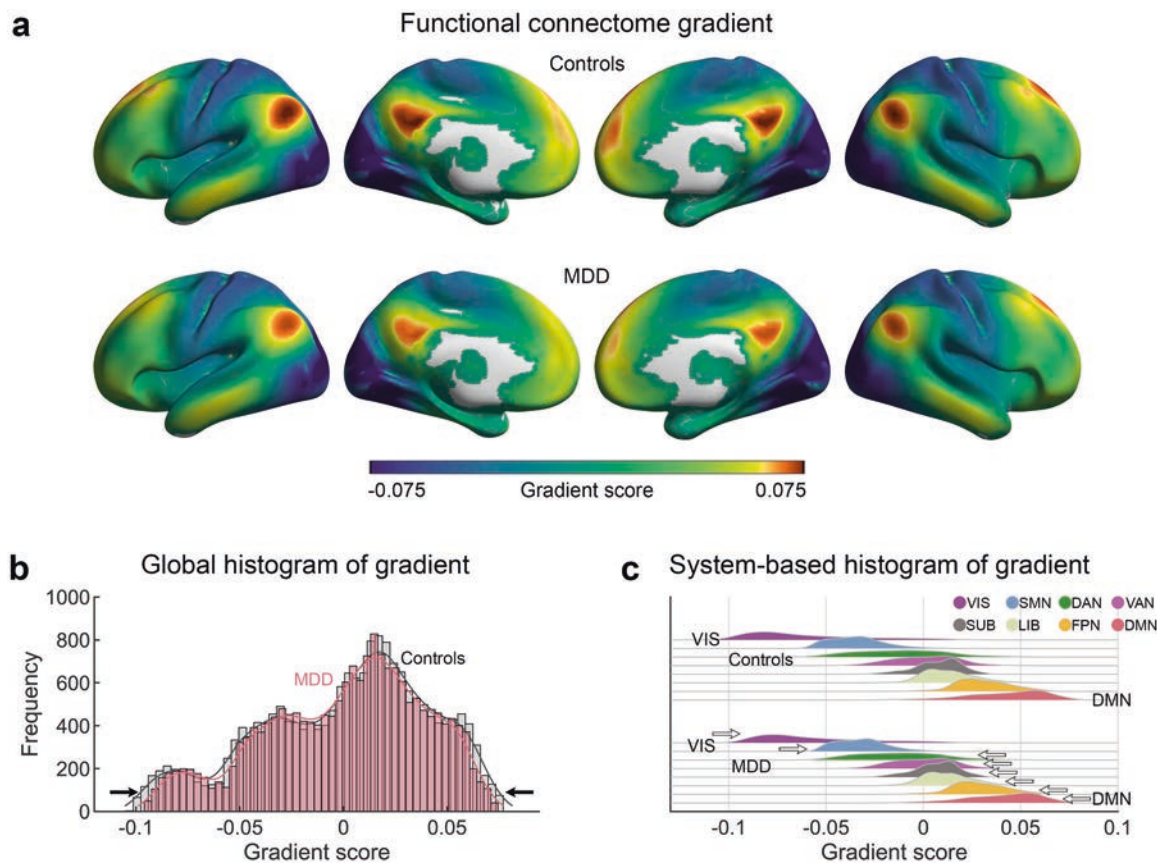 a Functional connectome gradient
Controls
MDD
-0.075 Gradient score 0.075
b Global histogram of gradient
1000
800
600
400
200
0
Frequency
Controls
MDD
-0.1 -0.05 0 0.05
Gradient score
c System-based histogram of gradient
VIS SMN DAN VAN
SUB LIB FPN DMN
VIS
Controls
DMN
VIS
MDD
DMN
-0.1 -0.05 0 0.05 0.1
Gradient score